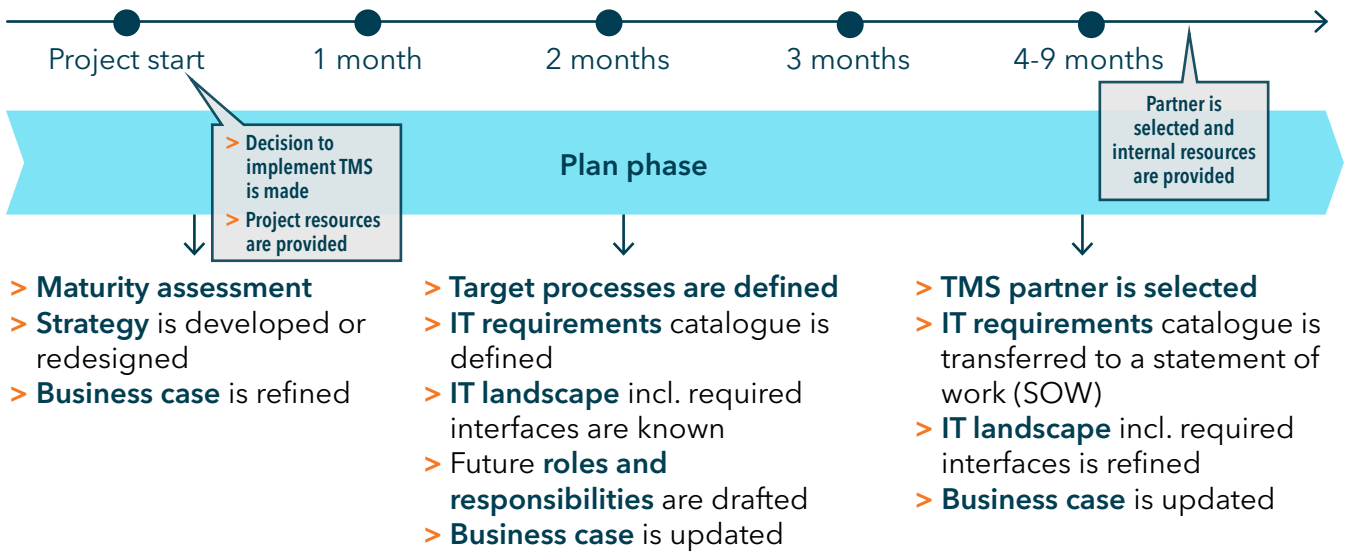 Project start
1 month
2 months
3 months
4-9 months
> Decision to
implement TMS
is made
> Project resources
are provided
Plan phase
Partner is
selected and
internal resources
are provided
> Maturity assessment
> Strategy is developed or
redesigned
> Business case is refined
> Target processes are defined
> IT requirements catalogue is
defined
> IT landscape incl. required
interfaces are known
> Future roles and
responsibilities are drafted
> Business case is updated
> TMS partner is selected
> IT requirements catalogue is
transferred to a statement of
work (SOW)
> IT landscape incl. required
interfaces is refined
> Business case is updated